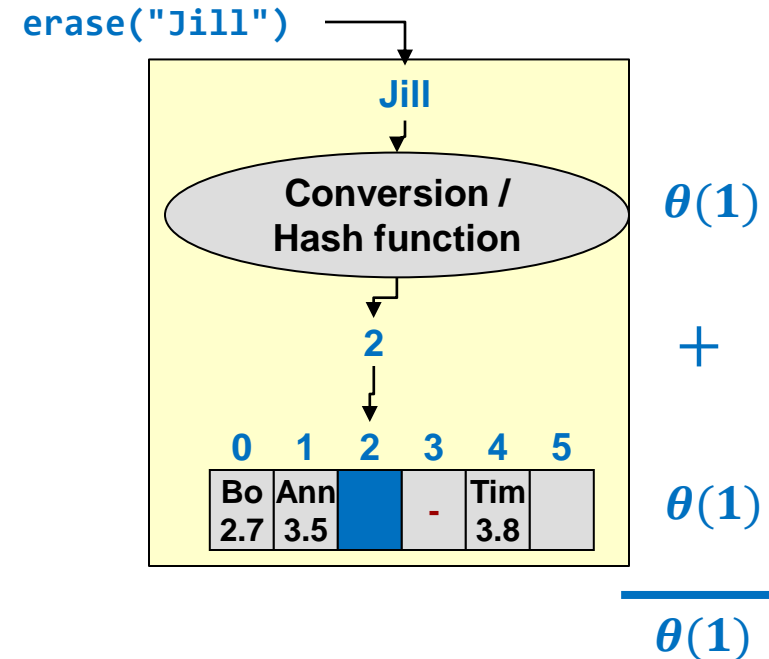 erase("Jill")
Jill
Conversion /
Hash function
θ(1)
2
+
0 1 2 3 4 5
Bo Ann Tim
2.7 3.5 - 3.8
θ(1)
θ(1)